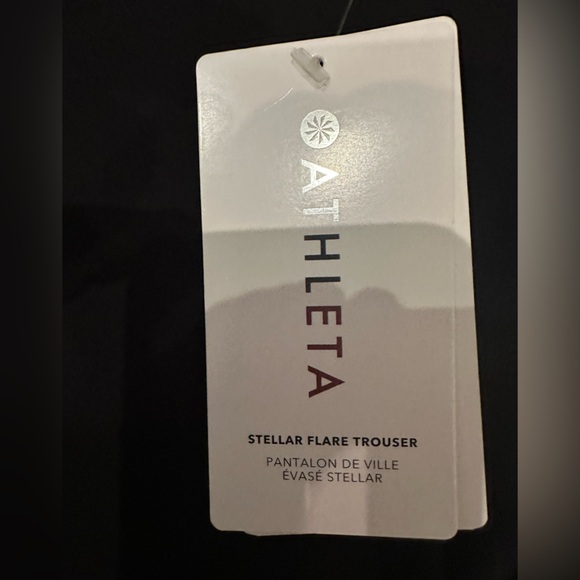 ATHLETA
STELLAR FLARE TROUSER
PANTALON DE VILLE
ÉVASÉ STELLAR